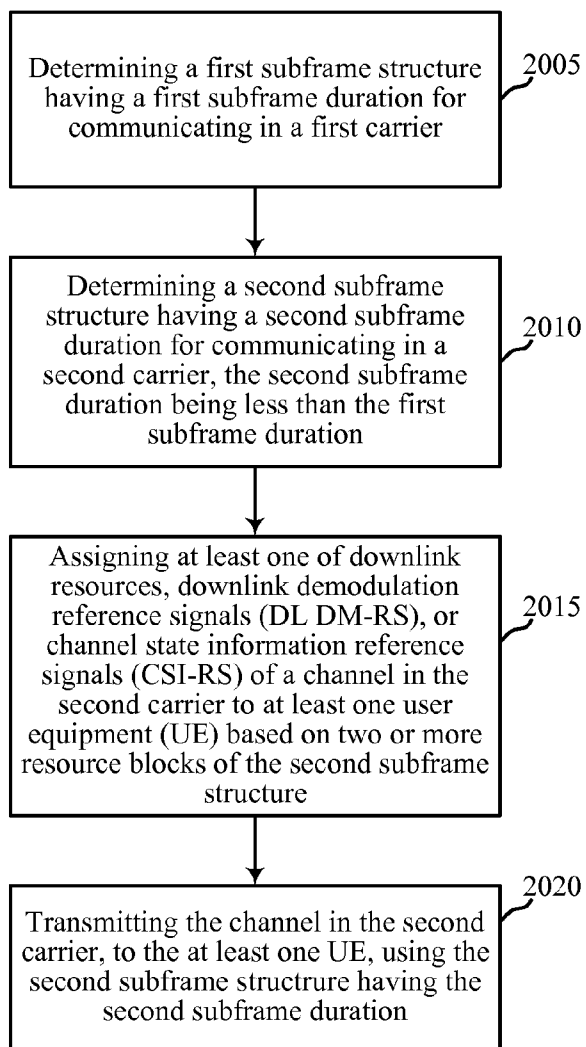 Determining a first subframe structure
having a first subframe duration for
communicating in a first carrier
2005
Determining a second subframe
structure having a second subframe
duration for communicating in a
second carrier, the second subframe
duration being less than the first
subframe duration
2010
Assigning at least one of downlink
resources, downlink demodulation
reference signals (DL DM-RS), or
channel state information reference
signals (CSI-RS) of a channel in the
second carrier to at least one user
equipment (UE) based on two or more
resource blocks of the second subframe
structure
2015
Transmitting the channel in the second
carrier, to the at least one UE, using the
second subframe structrure having the
second subframe duration
2020